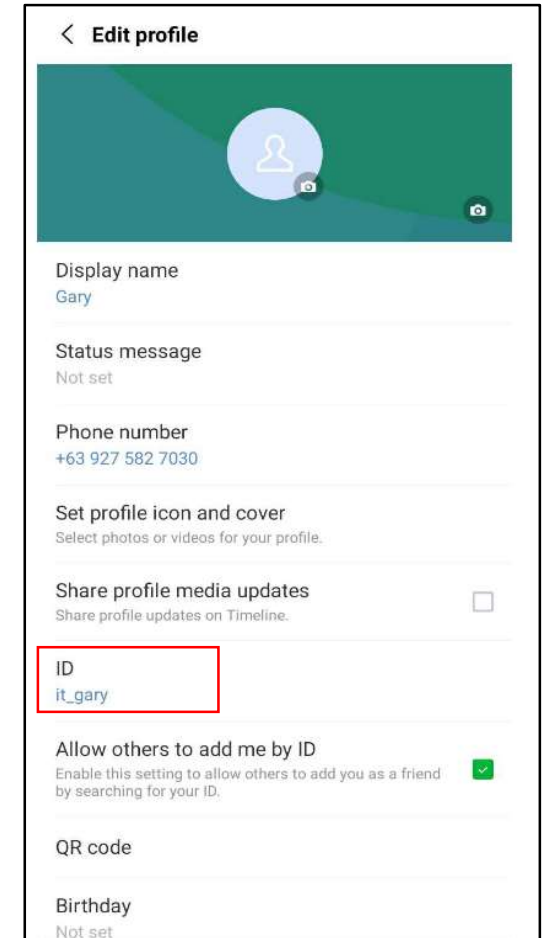 Edit profile
Display name
Gary
Status message
Not set
Phone number
+63 927 582 7030
Set profile icon and cover
Select photos or videos for your profile.
Share profile media updates
Share profile updates on Timeline.
ID
it_gary
Allow others to add me by ID
Enable this setting to allow others to add you as a friend
by searching for your ID.
QR code
Birthday
Not set